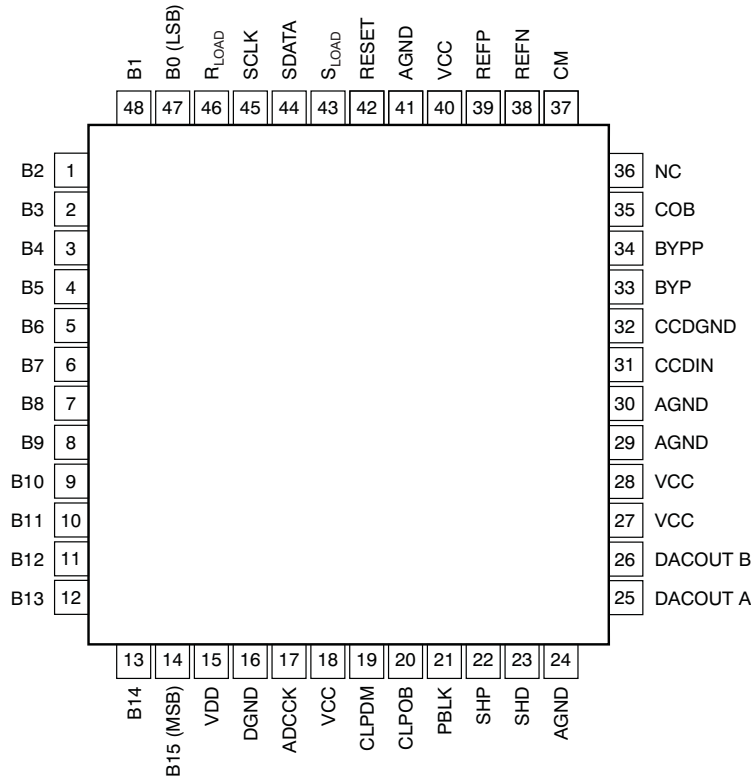 B1 B0 (LSB) RLOAD SCLK SDATA SLOAD RESET AGND VCC REFP REFN CM
48 47 46 45 44 43 42 41 40 39 38 37
B2 1 36 NC
B3 2 35 COB
B4 3 34 BYPP
B5 4 33 BYP
B6 5 32 CCDGND
B7 6 31 CCDIN
B8 7 30 AGND
B9 8 29 AGND
B10 9 28 VCC
B11 10 27 VCC
B12 11 26 DACOUT B
B13 12 25 DACOUT A
13 14 15 16 17 18 19 20 21 22 23 24
B14 B15 (MSB) VDD DGND ADCCK VCC CLPDM CLPOB PBLK SHP SHD AGND